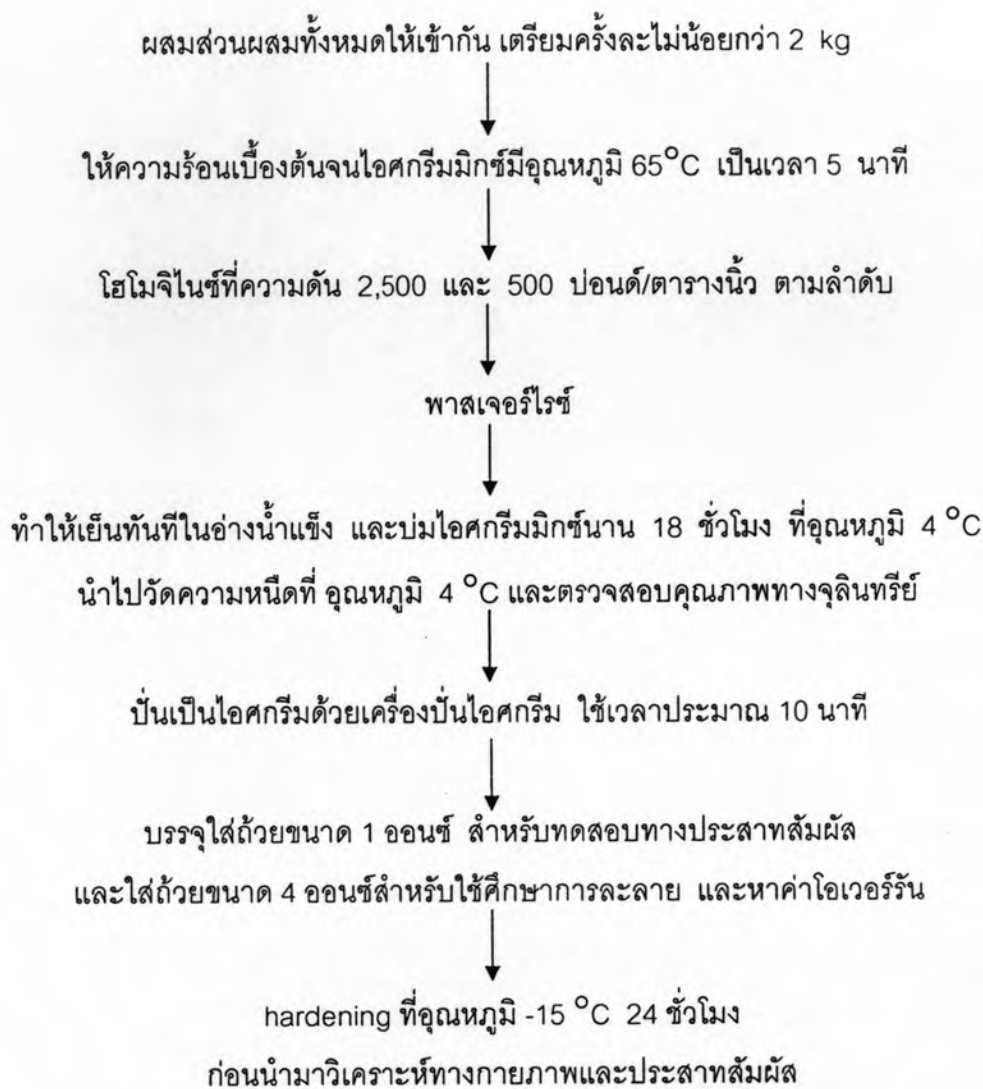 ผสมส่วนผสมทั้งหมดให้เข้ากัน เตรียมครั้งละไม่น้อยกว่า 2 kg
ให้ความร้อนเบื้องต้นจนไอศกรีมมิกซ์มีอุณหภูมิ 65°C เป็นเวลา 5 นาที
โฮโมจิไนซ์ที่ความดัน 2,500 และ 500 ปอนด์/ตารางนิ้ว ตามลำดับ
พาสเจอร์ไรซ์
ทำให้เย็นทันทีในอ่างน้ำแข็ง และบ่มไอศกรีมมิกซ์นาน 18 ชั่วโมง ที่อุณหภูมิ 4 °C
นำไปวัดความหนืดที่ อุณหภูมิ 4 °C และตรวจสอบคุณภาพทางจุลินทรีย์
ปั่นเป็นไอศกรีมด้วยเครื่องปั่นไอศกรีม ใช้เวลาประมาณ 10 นาที
บรรจุใส่ถ้วยขนาด 1 ออนซ์ สำหรับทดสอบทางประสาทสัมผัส
และใส่ถ้วยขนาด 4 ออนซ์สำหรับใช้ศึกษาการละลาย และหาค่าโอเวอร์รัน
hardening ที่อุณหภูมิ -15 °C 24 ชั่วโมง
ก่อนนำมาวิเคราะห์ทางกายภาพและประสาทสัมผัส